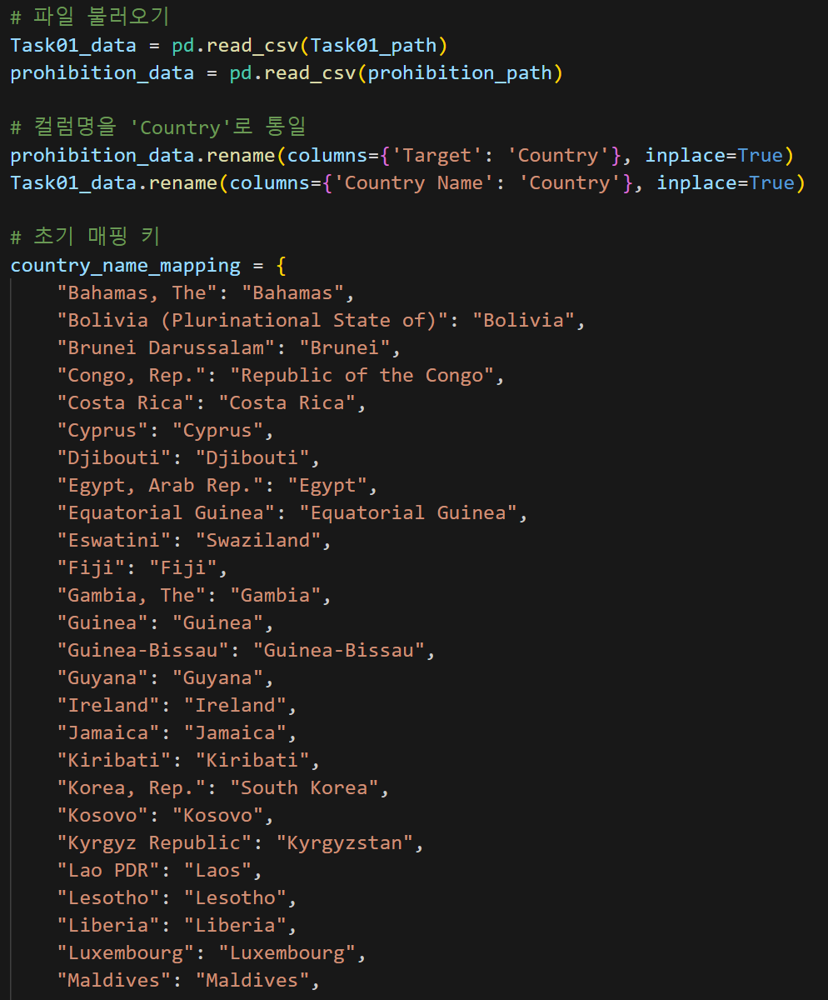 # 파일 불러오기
Task01_data = pd.read_csv(Task01_path)
prohibition_data = pd.read_csv(prohibition_path)
# 컬럼명을 'Country'로 통일
prohibition_data.rename(columns={'Target': 'Country'}, inplace=True)
Task01_data.rename(columns={'Country Name': 'Country'}, inplace=True)
# 초기 매핑 키
country_name_mapping = {
"Bahamas, The": "Bahamas",
"Bolivia (Plurinational State of)": "Bolivia",
"Brunei Darussalam": "Brunei",
"Congo, Rep.": "Republic of the Congo",
"Costa Rica": "Costa Rica",
"Cyprus": "Cyprus",
"Djibouti": "Djibouti",
"Egypt, Arab Rep.": "Egypt",
"Equatorial Guinea": "Equatorial Guinea",
"Eswatini": "Swaziland",
"Fiji": "Fiji",
"Gambia, The": "Gambia",
"Guinea": "Guinea",
"Guinea-Bissau": "Guinea-Bissau",
"Guyana": "Guyana",
"Ireland": "Ireland",
"Jamaica": "Jamaica",
"Kiribati": "Kiribati",
"Korea, Rep.": "South Korea",
"Kosovo": "Kosovo",
"Kyrgyz Republic": "Kyrgyzstan",
"Lao PDR": "Laos",
"Lesotho": "Lesotho",
"Liberia": "Liberia",
"Luxembourg": "Luxembourg",
"Maldives": "Maldives",